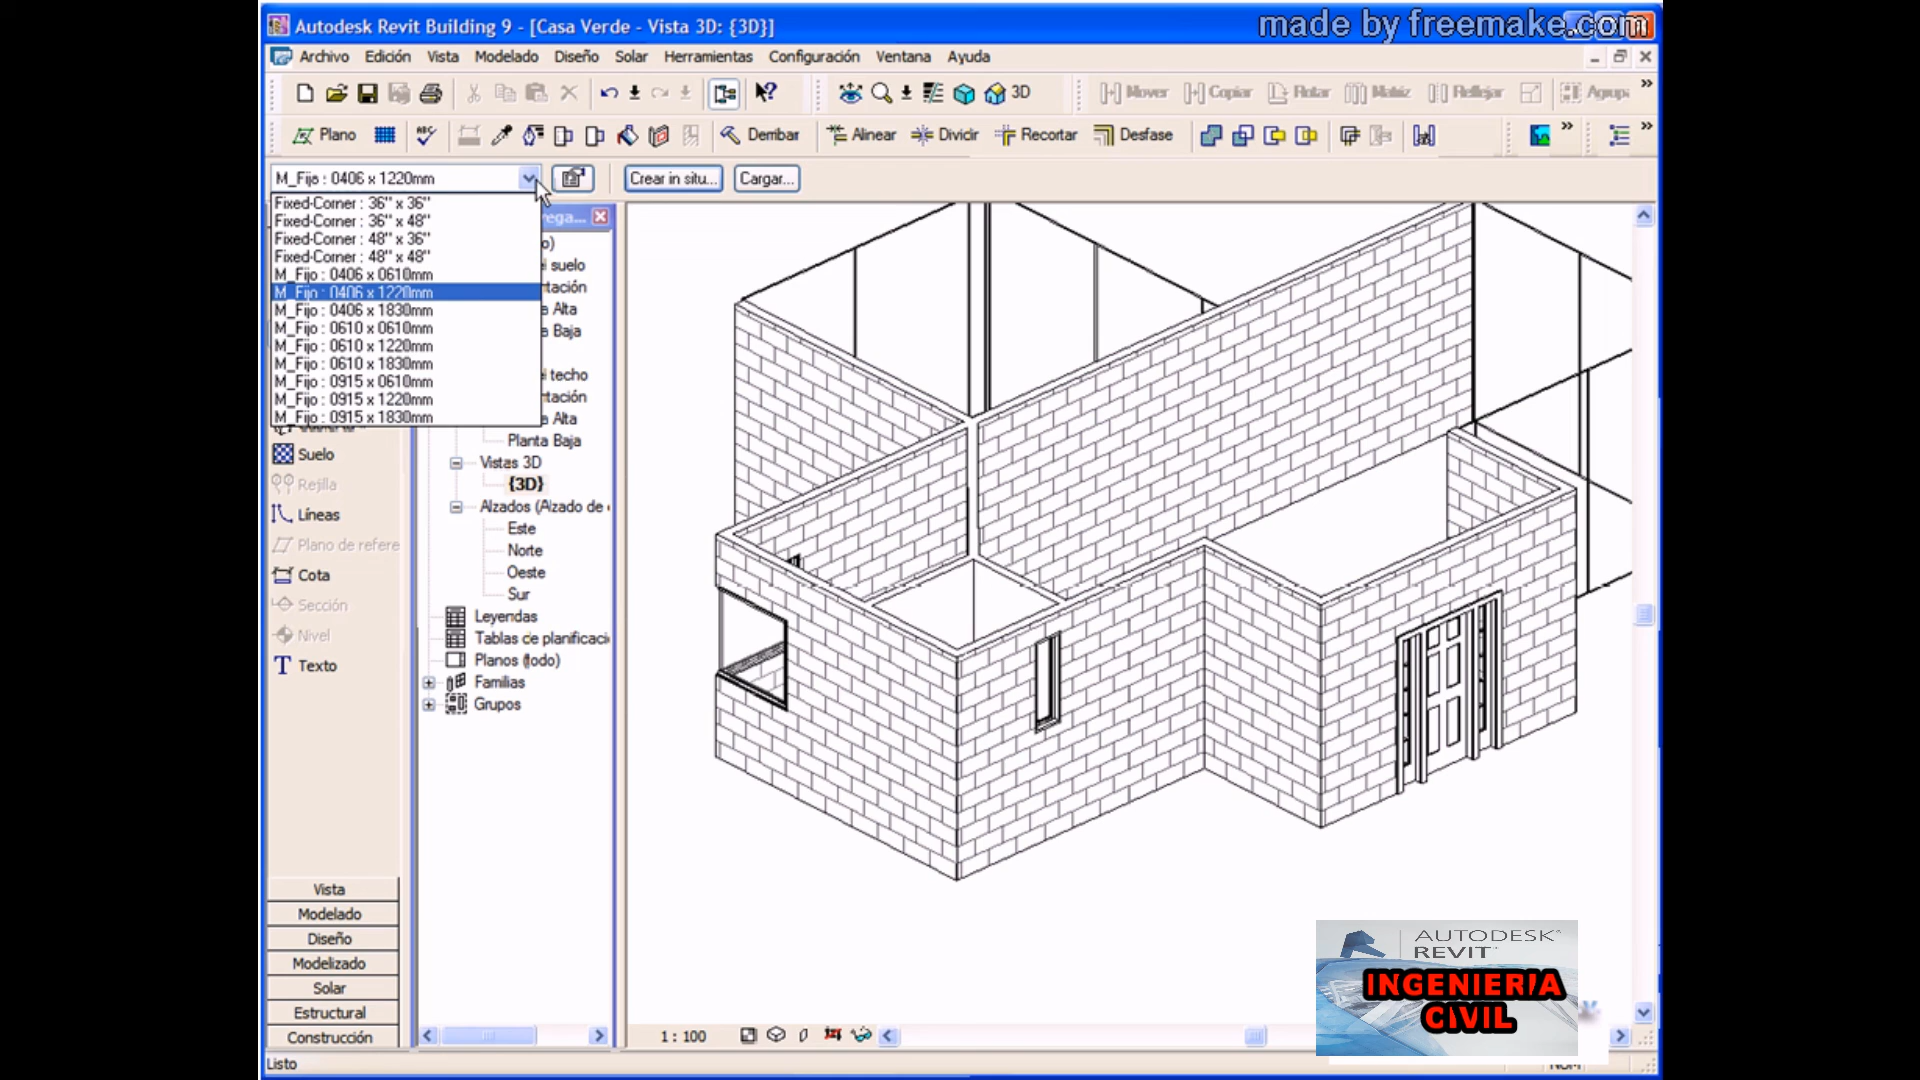 Autodesk Revit Building 9 - [Casa Verde - Vista 3D: {3D}]
made by freemake.com
Archivo Edición Vista Modelado Diseño Solar Herramientas Configuración Ventana Ayuda
3D Mover Copiar Rotar Matriz Reflejar Agrupa
Plano Dembar Alinear Dividir Recortar Desfase
M_Fijo : 0406 x 1220mm
Crear in situ... Cargar...
Fixed-Corner : 36" x 36"
Fixed-Corner : 36" x 48"
Fixed-Corner : 48" x 36"
Fixed-Corner : 48" x 48"
M_Fijo : 0406 x 0610mm
M_Fijo : 0406 x 1220mm
M_Fijo : 0406 x 1830mm
M_Fijo : 0610 x 0610mm
M_Fijo : 0610 x 1220mm
M_Fijo : 0610 x 1830mm
M_Fijo : 0915 x 0610mm
M_Fijo : 0915 x 1220mm
M_Fijo : 0915 x 1830mm
Suelo
Rejilla
Líneas
Plano de refere
Cota
Sección
Nivel
Texto
Vista
Modelado
Diseño
Modelizado
Solar
Estructural
Construcción
Listo
vega...
o)
el suelo
ntación
a Alta
a Baja
l techo
ntación
a Alta
Planta Baja
Vistas 3D
{3D}
Alzados (Alzado de
Este
Norte
Oeste
Sur
Leyendas
Tablas de planificaci
Planos (todo)
Familias
Grupos
1 : 100
AUTODESK
REVIT
INGENIERIA
CIVIL